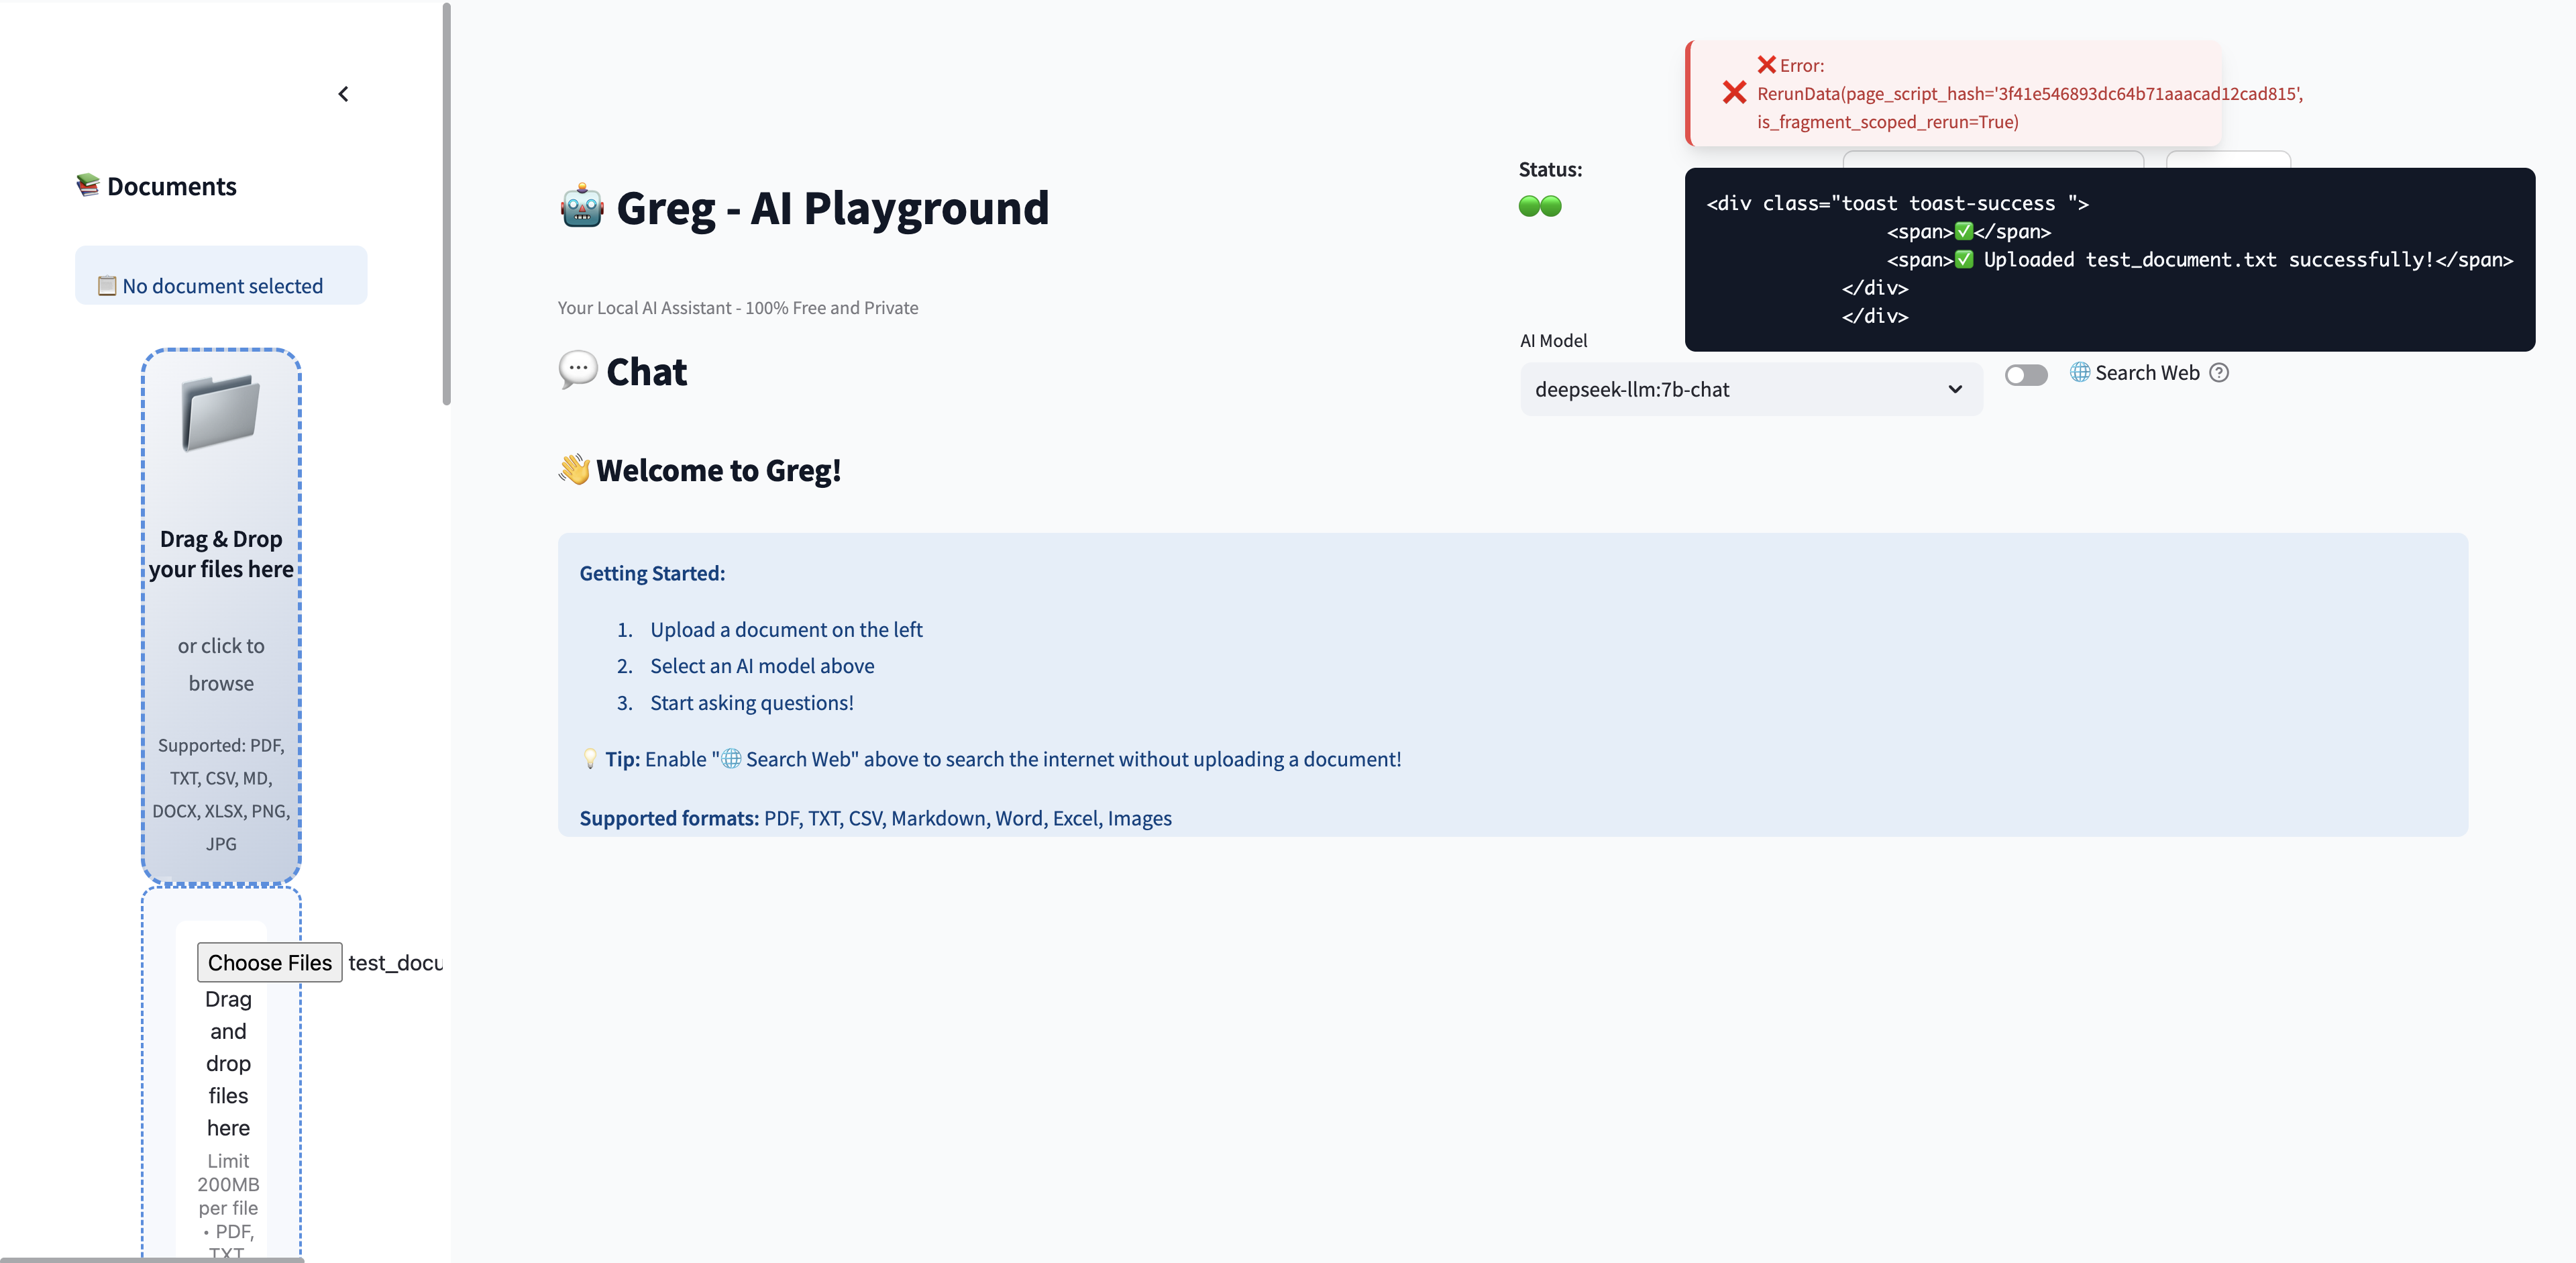 📚 Documents
📋 No document selected
Drag & Drop
your files here
or click to
browse
Supported: PDF,
TXT, CSV, MD,
DOCX, XLSX, PNG,
JPG
Choose Files test_docu
Drag
and
drop
files
here
Limit
200MB
per file
• PDF,
TXT,
🤖 Greg - AI Playground
Your Local AI Assistant - 100% Free and Private
💬 Chat
Status:
❌ ❌ Error:
RerunData(page_script_hash='3f41e546893dc64b71aaacad12cad815',
is_fragment_scoped_rerun=True)
<div class="toast toast-success ">
<span>✅</span>
<span>✅ Uploaded test_document.txt successfully!</span>
</div>
</div>
AI Model
deepseek-llm:7b-chat
🌐 Search Web
👋 Welcome to Greg!
Getting Started:
1. Upload a document on the left
2. Select an AI model above
3. Start asking questions!
💡 Tip: Enable "🌐 Search Web" above to search the internet without uploading a document!
Supported formats: PDF, TXT, CSV, Markdown, Word, Excel, Images